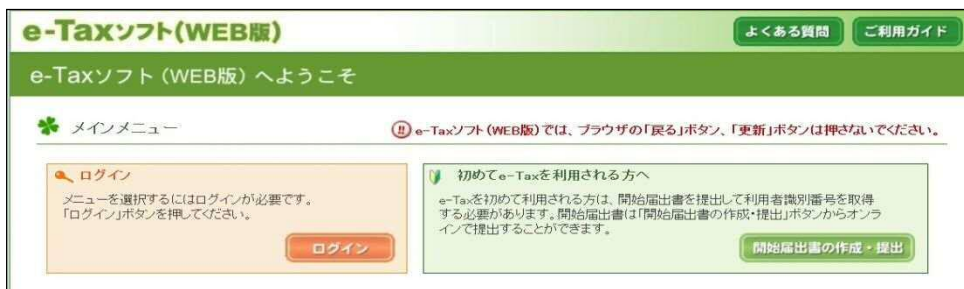 e-Taxソフト(WEB版)
よくある質問
ご利用ガイド
e-Taxソフト(WEB版)へようこそ
メインメニュー
!! e-Taxソフト(WEB版)では、ブラウザの「戻る」ボタン、「更新」ボタンは押さないでください。
ログイン
メニューを選択するにはログインが必要です。
「ログイン」ボタンを押してください。
ログイン
初めてe-Taxを利用される方へ
e-Taxを初めて利用される方は、開始届出書を提出して利用者識別番号を取得
する必要があります。開始届出書は「開始届出書の作成・提出」ボタンからオンラ
インで提出することができます。
開始届出書の作成・提出